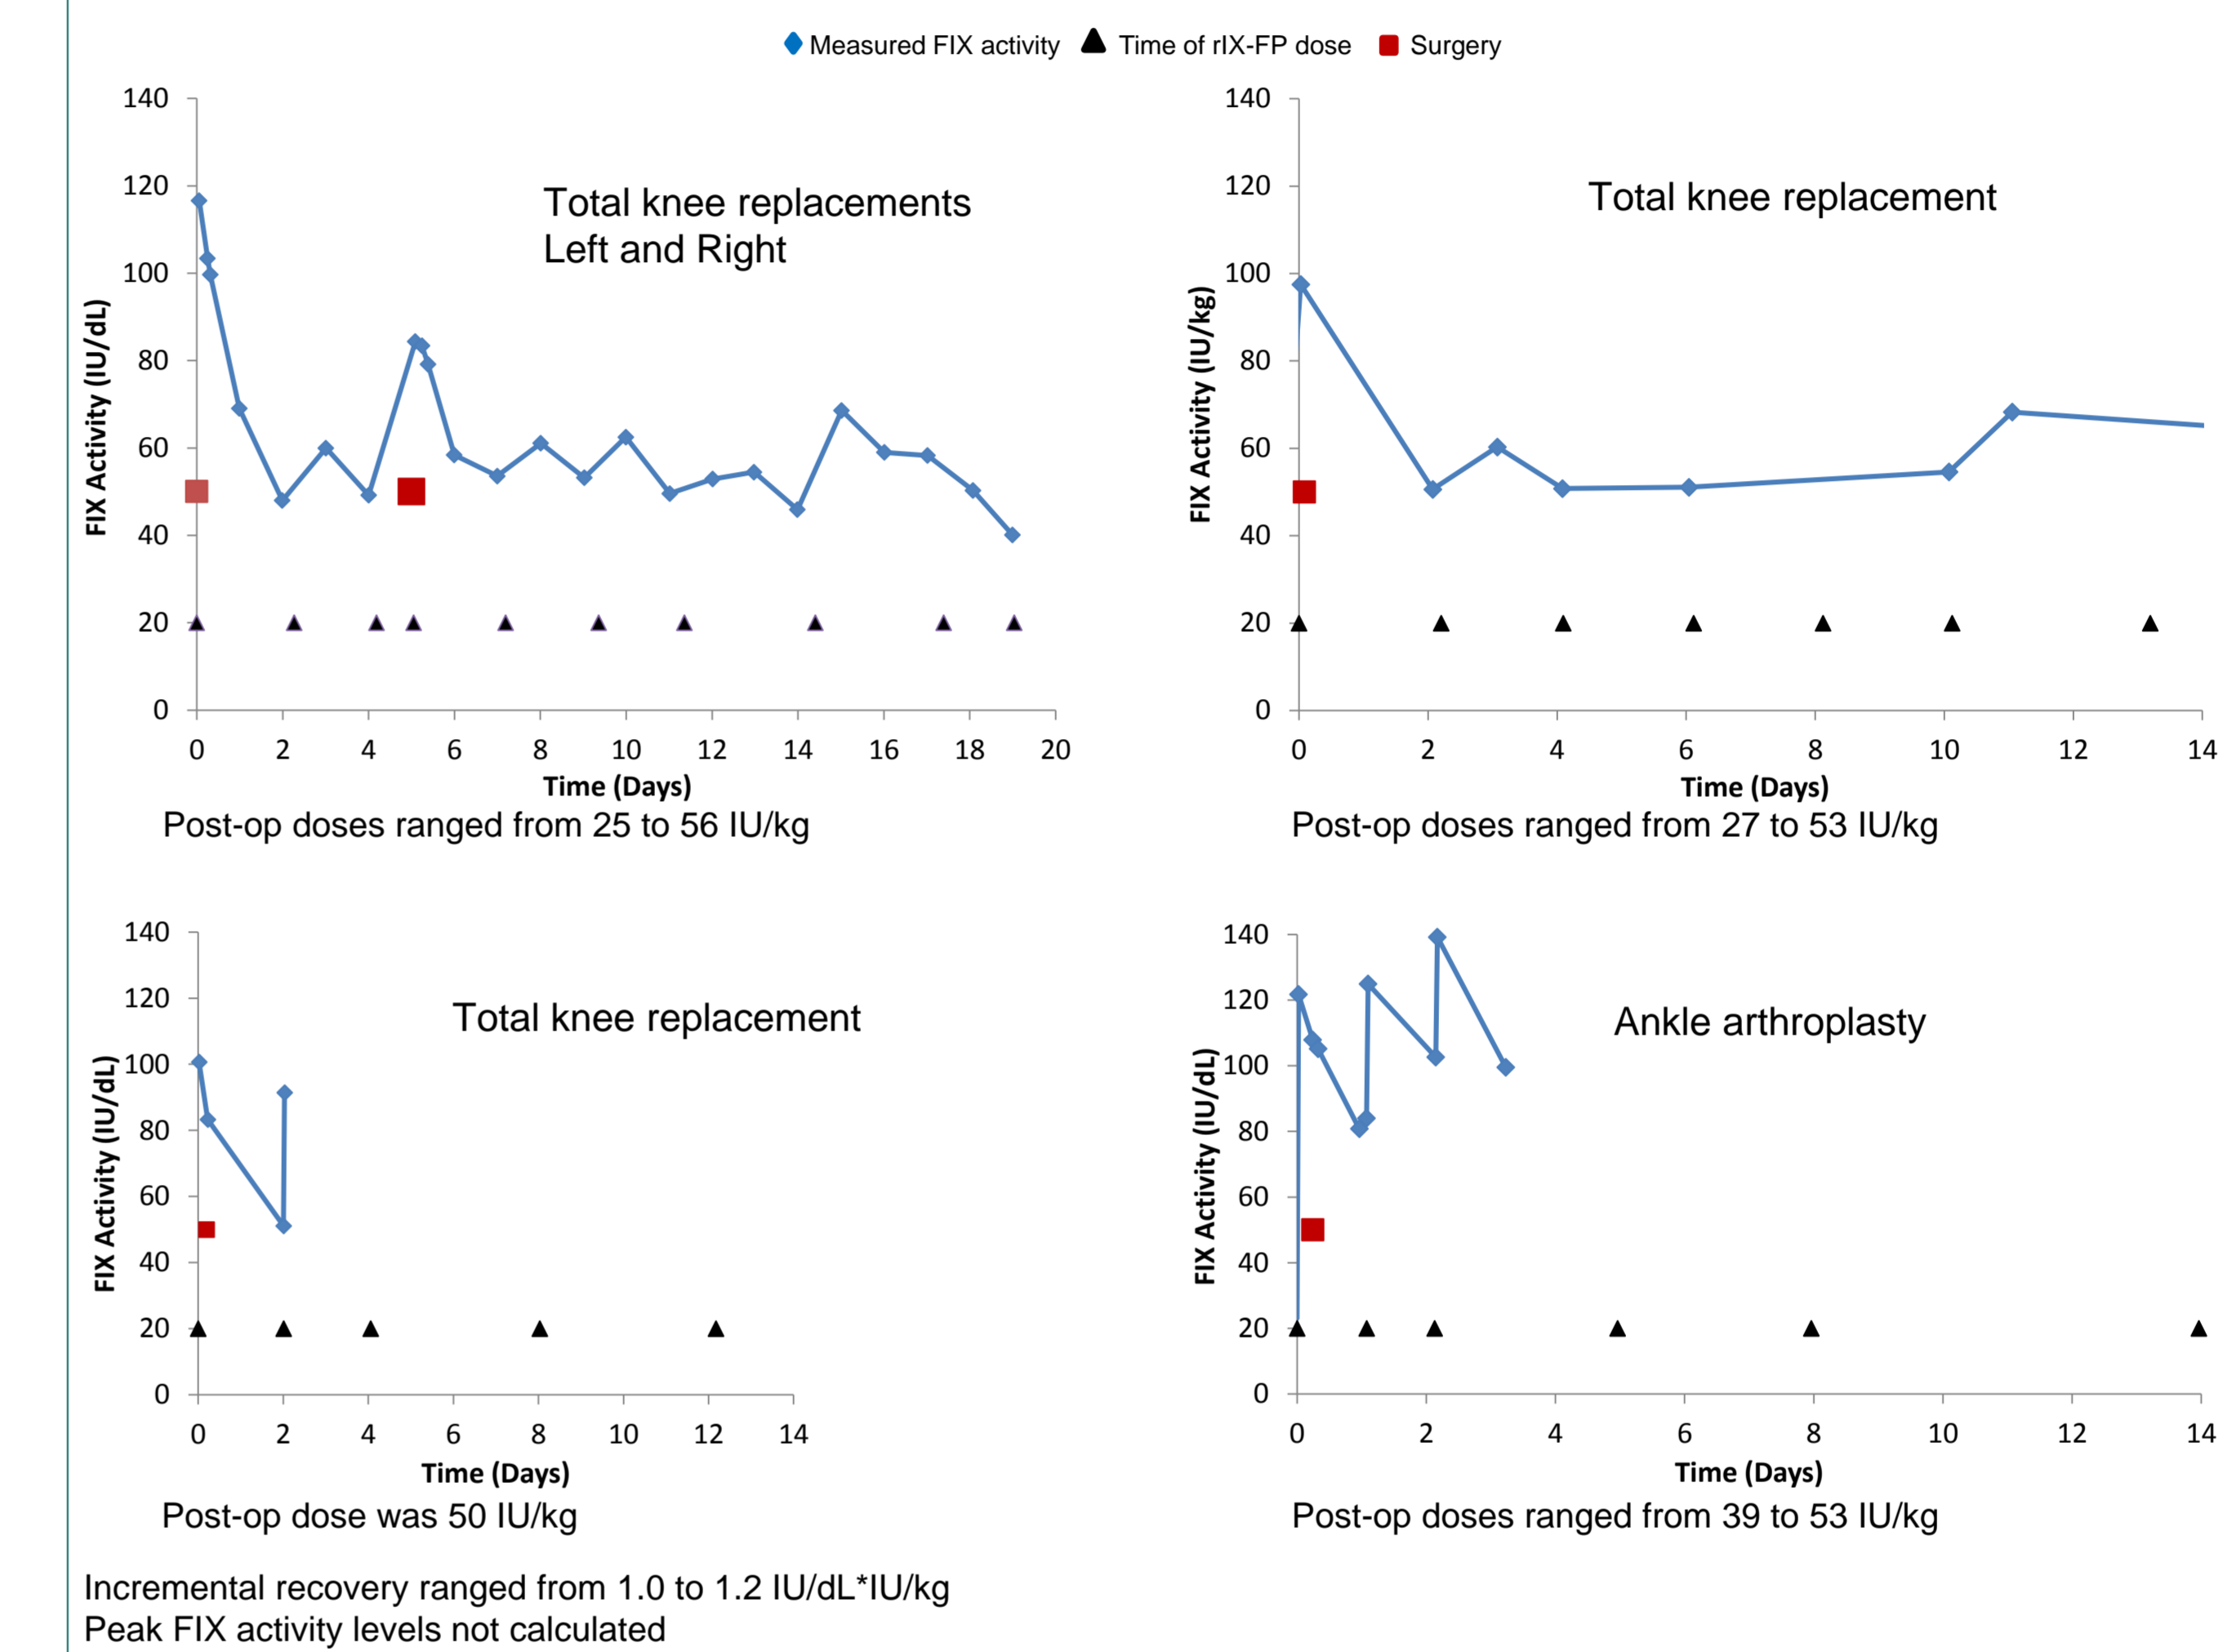 Measured FIX activity Time of rIX-FP dose Surgery
140
120
100
80
60
40
20
0
FIX Activity (IU/dL)
Total knee replacements
Left and Right
0 2 4 6 8 10 12 14 16 18 20
Time (Days)
Post-op doses ranged from 25 to 56 IU/kg
140
120
100
80
60
40
20
0
FIX Activity (IU/kg)
Total knee replacement
0 2 4 6 8 10 12 14
Time (Days)
Post-op doses ranged from 27 to 53 IU/kg
140
120
100
80
60
40
20
0
FIX Activity (IU/dL)
Total knee replacement
0 2 4 6 8 10 12 14
Time (Days)
Post-op dose was 50 IU/kg
140
120
100
80
60
40
20
0
FIX Activity (IU/dL)
Ankle arthroplasty
0 2 4 6 8 10 12 14
Time (Days)
Post-op doses ranged from 39 to 53 IU/kg
Incremental recovery ranged from 1.0 to 1.2 IU/dL*IU/kg
Peak FIX activity levels not calculated